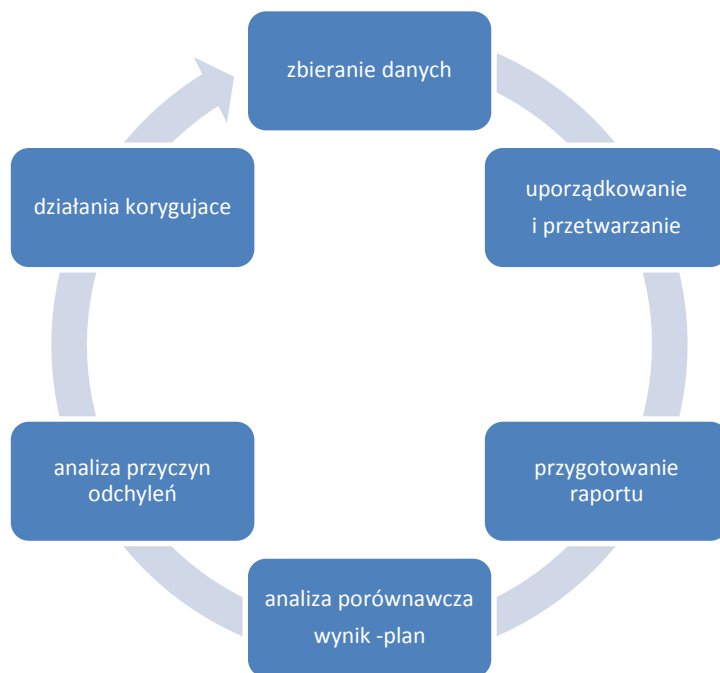 zbieranie danych
uporządkowanie
i przetwarzanie
przygotowanie
raportu
analiza porównawcza
wynik -plan
analiza przyczyn
odchyleń
działania korygujace